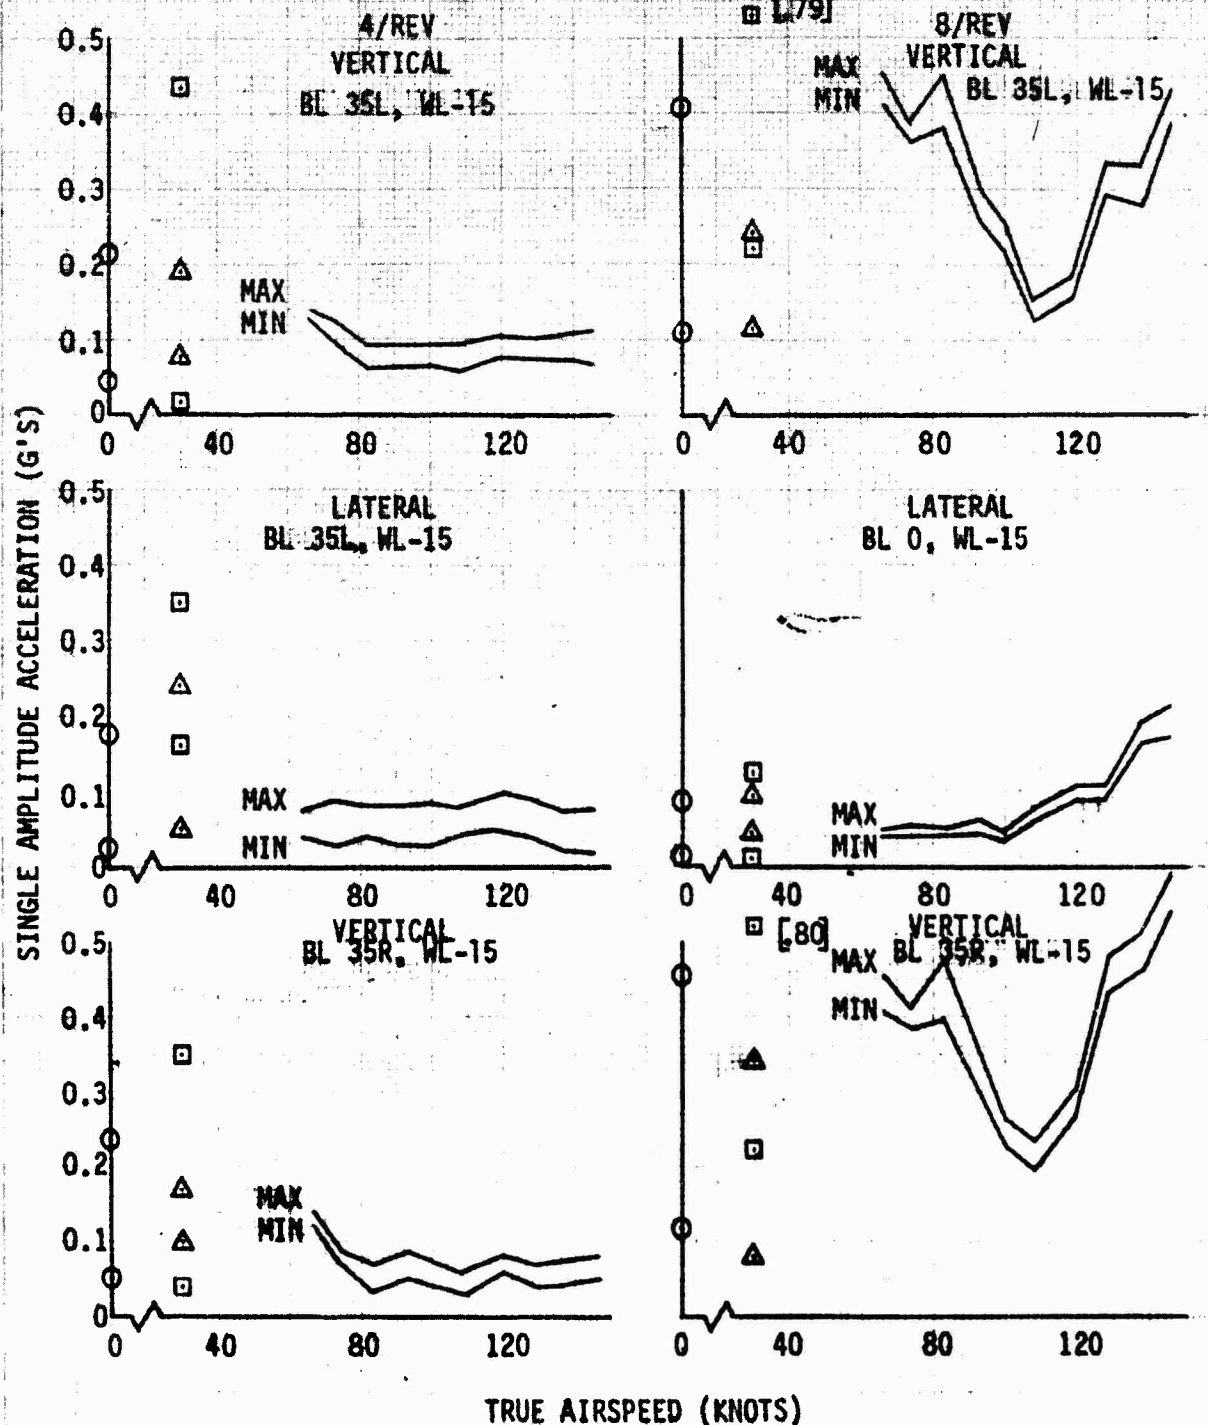 4/REV
VERTICAL
BL 35L, WL-15
0.5
0.4
0.3
0.2
0.1
0
MAX
MIN
0 40 80 120
[.79]
8/REV
VERTICAL
BL 35L, WL-15
MAX
MIN
0 40 80 120
LATERAL
BL 35L, WL-15
0.5
0.4
0.3
0.2
0.1
0
MAX
MIN
0 40 80 120
LATERAL
BL 0, WL-15
MAX
MIN
0 40 80 120
VERTICAL
BL 35R, WL-15
0.5
0.4
0.3
0.2
0.1
0
MAX
MIN
0 40 80 120
[.80]
VERTICAL
BL 35R, WL-15
MAX
MIN
0 40 80 120
SINGLE AMPLITUDE ACCELERATION (G'S)
TRUE AIRSPEED (KNOTS)